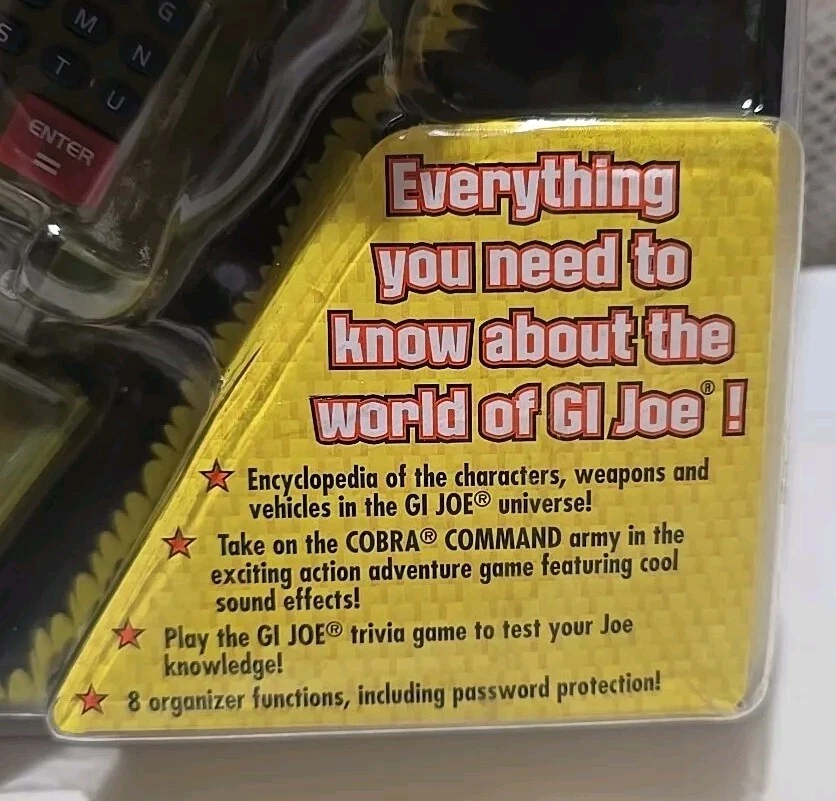 G
M
N
S
T
U
ENTER
=
Everything
you need to
know about the
world of GI Joe® !
Encyclopedia of the characters, weapons and
vehicles in the GI JOE® universe!
Take on the COBRA® COMMAND army in the
exciting action adventure game featuring cool
sound effects!
Play the GI JOE® trivia game to test your Joe
knowledge!
8 organizer functions, including password protection!